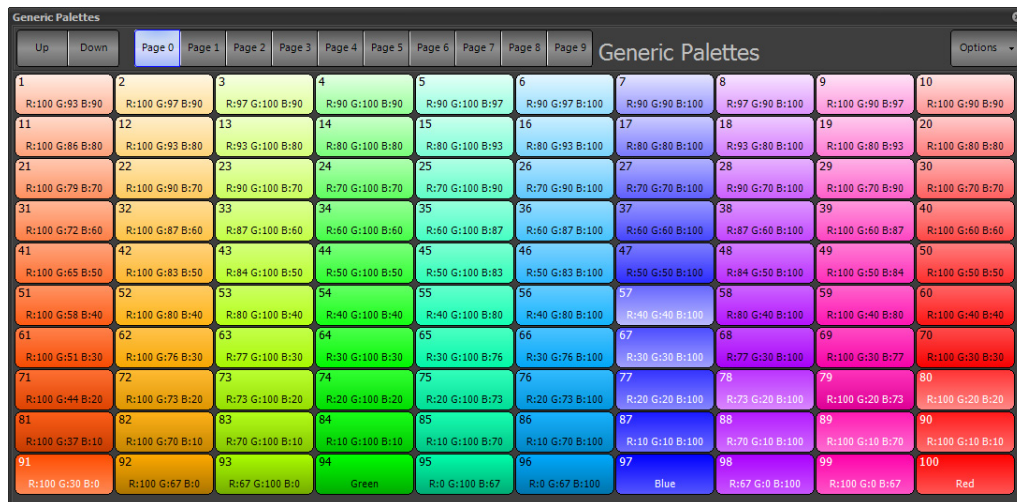 Generic Palettes
Up Down Page 0 Page 1 Page 2 Page 3 Page 4 Page 5 Page 6 Page 7 Page 8 Page 9 Generic Palettes Options
1 2 3 4 5 6 7 8 9 10
R:100 G:93 B:90 R:100 G:97 B:90 R:97 G:100 B:90 R:90 G:100 B:90 R:90 G:100 B:97 R:90 G:97 B:100 R:90 G:90 B:100 R:97 G:90 B:100 R:100 G:90 B:97 R:100 G:90 B:90
11 12 13 14 15 16 17 18 19 20
R:100 G:86 B:80 R:100 G:93 B:80 R:93 G:100 B:80 R:80 G:100 B:80 R:80 G:100 B:93 R:80 G:93 B:100 R:80 G:80 B:100 R:93 G:80 B:100 R:100 G:80 B:93 R:100 G:80 B:80
21 22 23 24 25 26 27 28 29 30
R:100 G:79 B:70 R:100 G:90 B:70 R:90 G:100 B:70 R:70 G:100 B:70 R:70 G:100 B:90 R:70 G:90 B:100 R:70 G:70 B:100 R:90 G:70 B:100 R:100 G:70 B:90 R:100 G:70 B:70
31 32 33 34 35 36 37 38 39 40
R:100 G:72 B:60 R:100 G:87 B:60 R:87 G:100 B:60 R:60 G:100 B:60 R:60 G:100 B:87 R:60 G:87 B:100 R:60 G:60 B:100 R:87 G:60 B:100 R:100 G:60 B:87 R:100 G:60 B:60
41 42 43 44 45 46 47 48 49 50
R:100 G:65 B:50 R:100 G:83 B:50 R:84 G:100 B:50 R:50 G:100 B:50 R:50 G:100 B:83 R:50 G:83 B:100 R:50 G:50 B:100 R:84 G:50 B:100 R:100 G:50 B:84 R:100 G:50 B:50
51 52 53 54 55 56 57 58 59 60
R:100 G:58 B:40 R:100 G:80 B:40 R:80 G:100 B:40 R:40 G:100 B:40 R:40 G:100 B:80 R:40 G:80 B:100 R:40 G:40 B:100 R:80 G:40 B:100 R:100 G:40 B:80 R:100 G:40 B:40
61 62 63 64 65 66 67 68 69 70
R:100 G:51 B:30 R:100 G:76 B:30 R:77 G:100 B:30 R:30 G:100 B:30 R:30 G:100 B:76 R:30 G:76 B:100 R:30 G:30 B:100 R:77 G:30 B:100 R:100 G:30 B:77 R:100 G:30 B:30
71 72 73 74 75 76 77 78 79 80
R:100 G:44 B:20 R:100 G:73 B:20 R:73 G:100 B:20 R:20 G:100 B:20 R:20 G:100 B:73 R:20 G:73 B:100 R:20 G:20 B:100 R:73 G:20 B:100 R:100 G:20 B:73 R:100 G:20 B:20
81 82 83 84 85 86 87 88 89 90
R:100 G:37 B:10 R:100 G:70 B:10 R:70 G:100 B:10 R:10 G:100 B:10 R:10 G:100 B:70 R:10 G:70 B:100 R:10 G:10 B:100 R:70 G:10 B:100 R:100 G:10 B:70 R:100 G:10 B:10
91 92 93 94 95 96 97 98 99 100
R:100 G:30 B:0 R:100 G:67 B:0 R:67 G:100 B:0 Green R:0 G:100 B:67 R:0 G:67 B:100 Blue R:67 G:0 B:100 R:100 G:0 B:67 Red